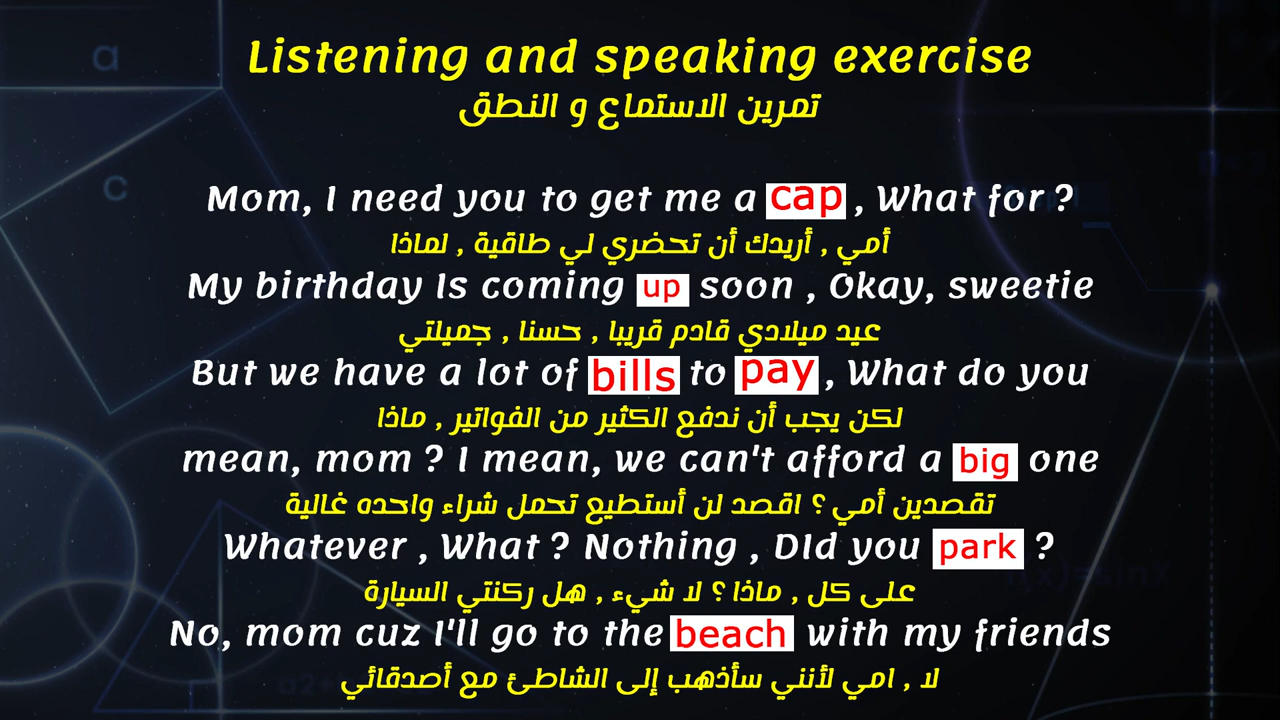 Listening and speaking exercise
تمرين الاستماع و النطق
Mom, I need you to get me a cap , What for ?
أمي , أريدك أن تحضري لي طاقية , لماذا
My birthday Is coming up soon , Okay, sweetie
عيد ميلادي قادم قريبا , حسنا , جميلتي
But we have a lot of bills to pay , What do you
لكن يجب أن ندفع الكثير من الفواتير , ماذا
mean, mom ? I mean, we can't afford a big one
تقصدين أمي ؟ اقصد لن أستطيع تحمل شراء واحده غالية
Whatever , What ? Nothing , DId you park ?
على كل , ماذا ؟ لا شيء , هل ركنتي السيارة
No, mom cuz I'll go to the beach with my friends
لا , امي لأنني سأذهب إلى الشاطئ مع أصدقائي